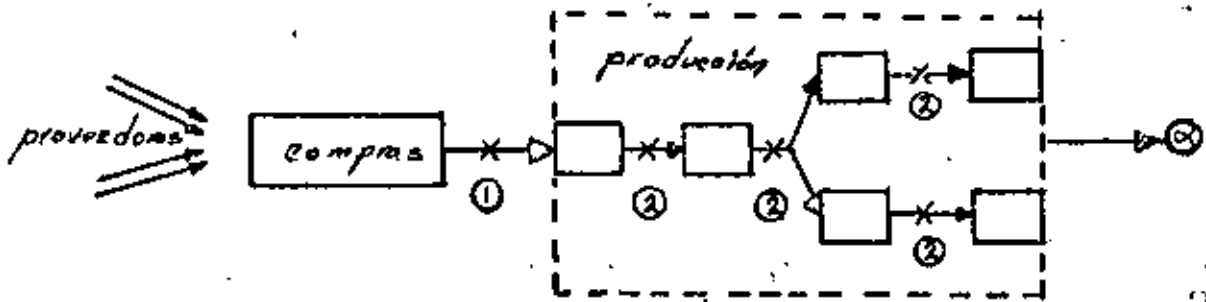 producción
②
proveedores
compras
α
①
②
②
②